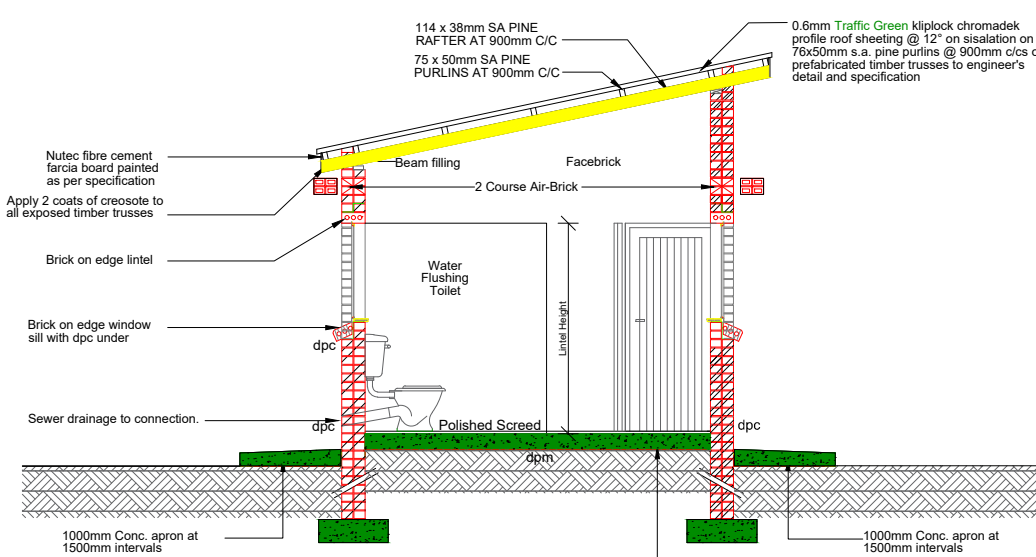 114 x 38mm SA PINE
RAFTER AT 900mm C/C
75 x 50mm SA PINE
PURLINS AT 900mm C/C
0.6mm Traffic Green kliplock chromadek
profile roof sheeting @ 12° on sisalation on
76x50mm s.a. pine purlins @ 900mm c/cs
prefabricated timber trusses to engineer's
detail and specification
Nutec fibre cement
farcia board painted
as per specification
Beam filling
Facebrick
2 Course Air-Brick
Apply 2 coats of creosote to
all exposed timber trusses
Brick on edge lintel
Water
Flushing
Toilet
Lintel Height
Brick on edge window
sill with dpc under
dpc
Sewer drainage to connection.
dpc
Polished Screed
dpc
dpm
1000mm Conc. apron at
1500mm intervals
1000mm Conc. apron at
1500mm intervals